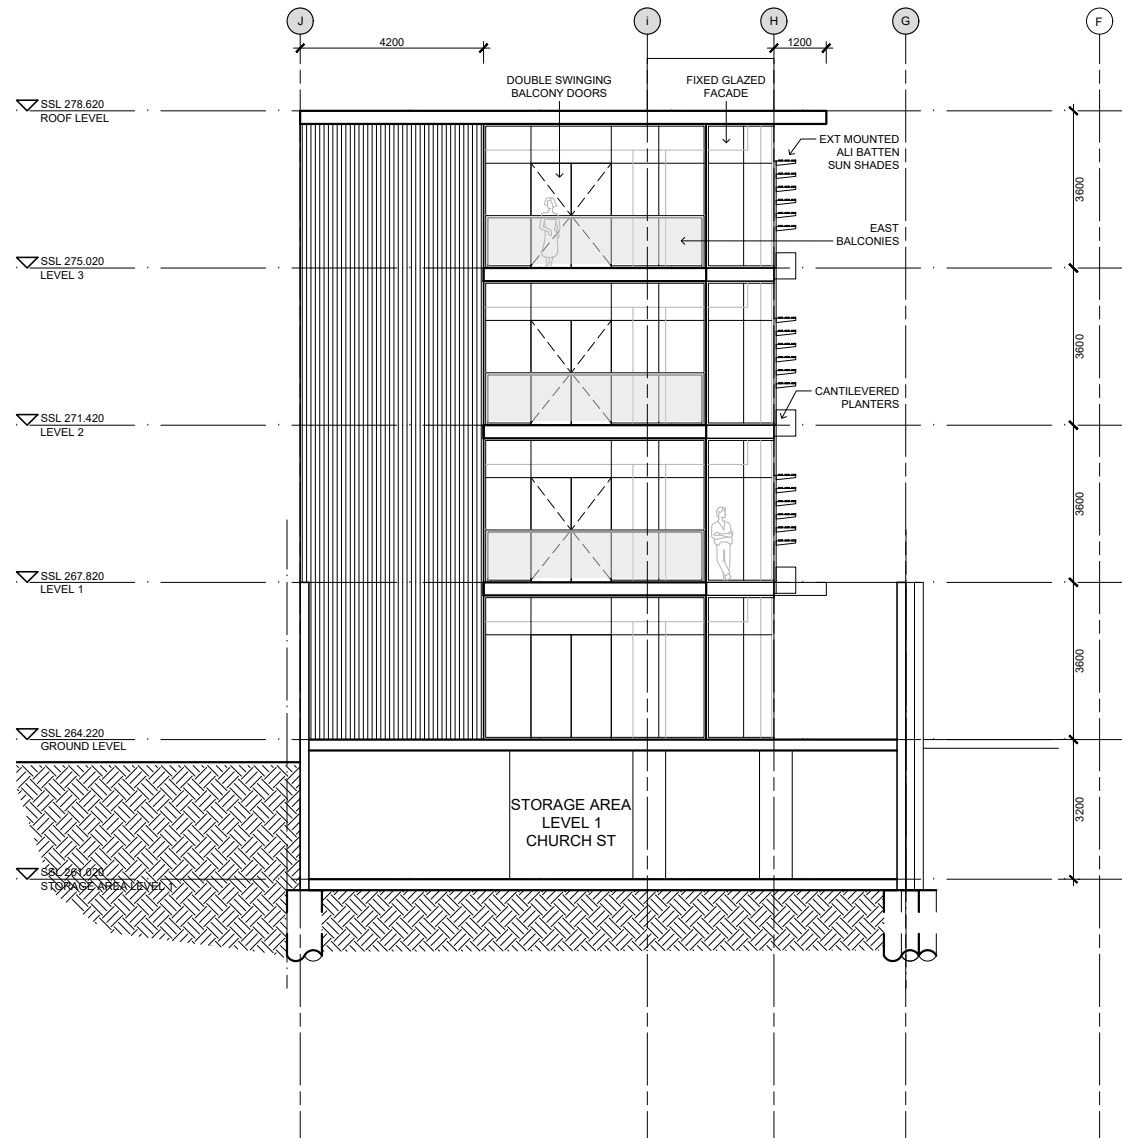 J
i
H
G
F
4200
1200
DOUBLE SWINGING
BALCONY DOORS
FIXED GLAZED
FACADE
SSL 278.620
ROOF LEVEL
EXT MOUNTED
ALI BATTEN
SUN SHADES
3600
EAST
BALCONIES
SSL 275.020
LEVEL 3
3600
CANTILEVERED
PLANTERS
SSL 271.420
LEVEL 2
3600
SSL 267.820
LEVEL 1
3600
SSL 264.220
GROUND LEVEL
STORAGE AREA
LEVEL 1
CHURCH ST
3200
SSL 261.020
STORAGE AREA LEVEL 1